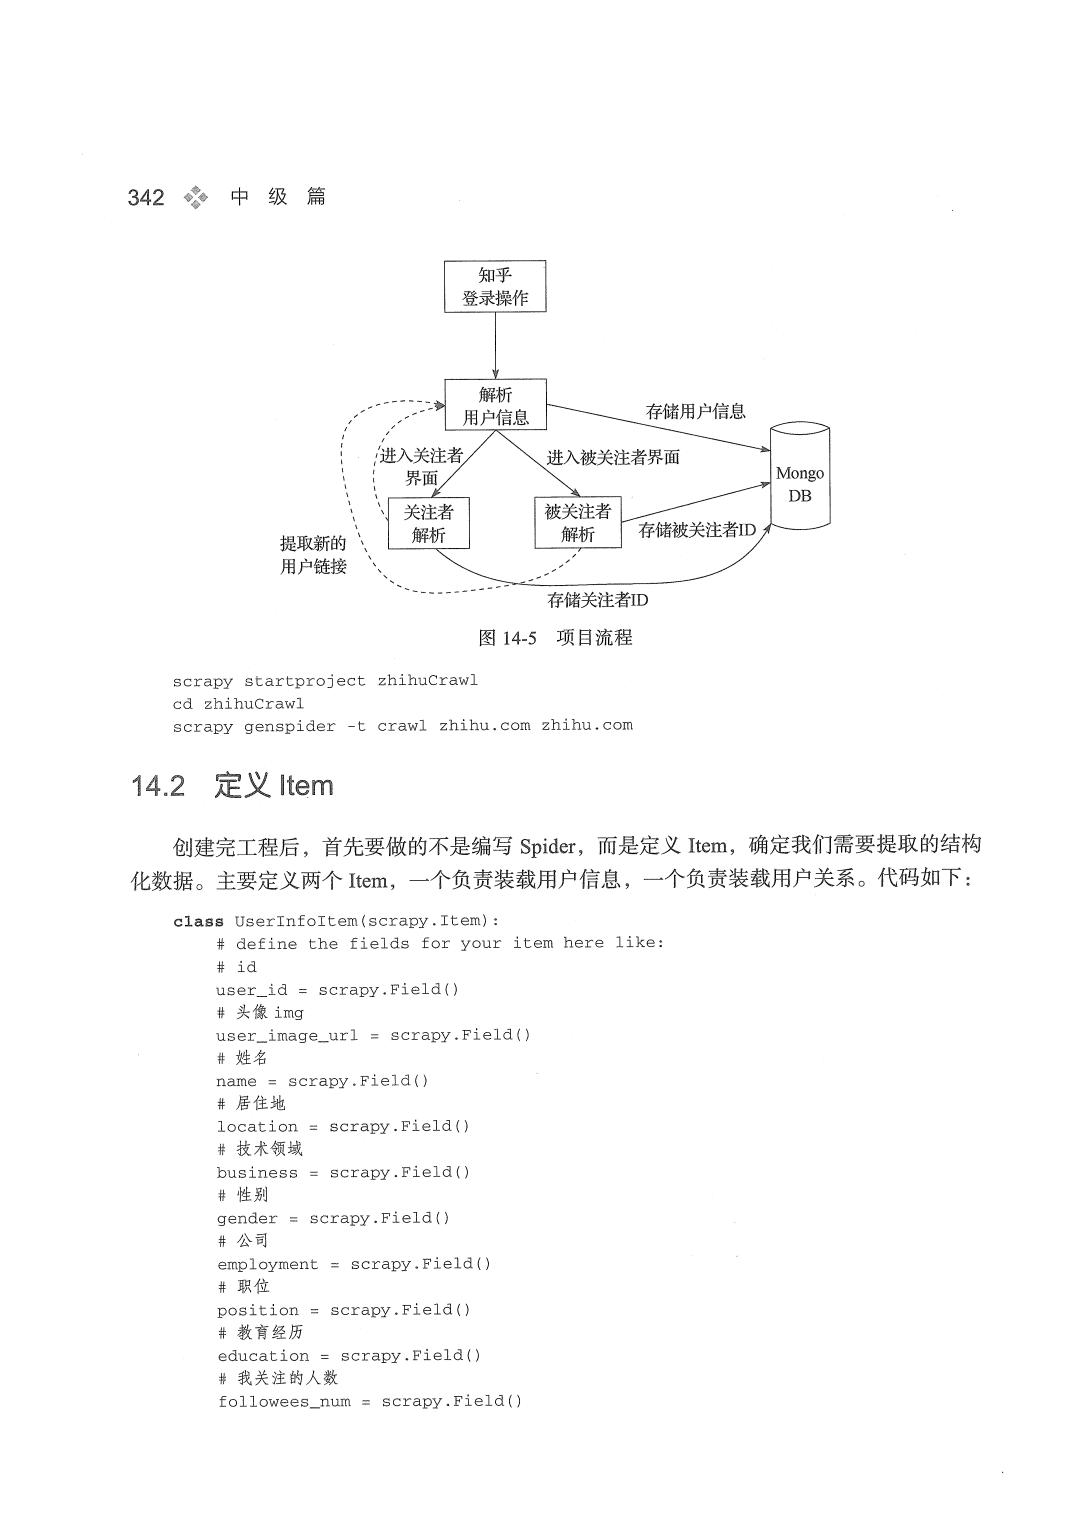 342 中 级 篇
知乎
登录操作
解析
用户信息
存储用户信息
进入关注者
界面
进入被关注者界面
Mongo
DB
关注者
解析
被关注者
解析
存储被关注者ID
提取新的
用户链接
存储关注者ID
图 14-5 项目流程
scrapy startproject zhihuCrawl
cd zhihuCrawl
scrapy genspider -t crawl zhihu.com zhihu.com
14.2 定义 Item
创建完工程后，首先要做的不是编写 Spider，而是定义 Item，确定我们需要提取的结构
化数据。主要定义两个 Item，一个负责装载用户信息，一个负责装载用户关系。代码如下：
class UserInfoItem(scrapy.Item):
# define the fields for your item here like:
# id
user_id = scrapy.Field()
# 头像 img
user_image_url = scrapy.Field()
# 姓名
name = scrapy.Field()
# 居住地
location = scrapy.Field()
# 技术领域
business = scrapy.Field()
# 性别
gender = scrapy.Field()
# 公司
employment = scrapy.Field()
# 职位
position = scrapy.Field()
# 教育经历
education = scrapy.Field()
# 我关注的人数
followees_num = scrapy.Field()